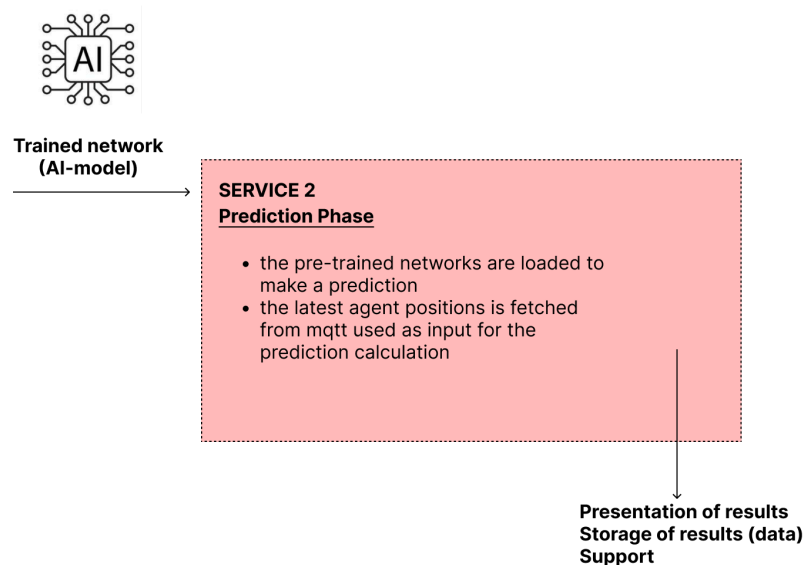 AI
Trained network
(AI-model)
SERVICE 2
Prediction Phase
• the pre-trained networks are loaded to
make a prediction
• the latest agent positions is fetched
from mqtt used as input for the
prediction calculation
Presentation of results
Storage of results (data)
Support